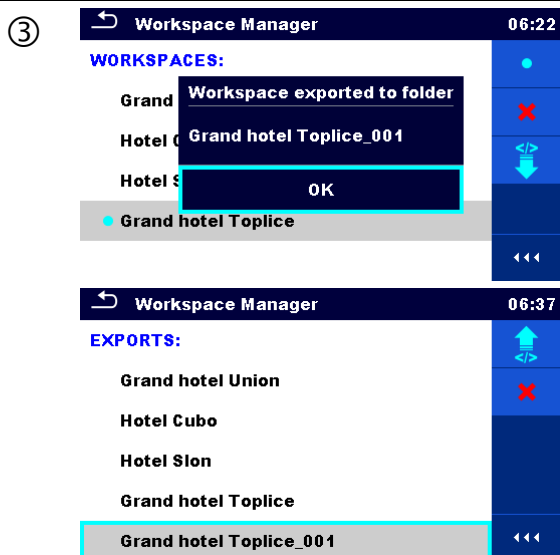 ③
Workspace Manager 06:22
WORKSPACES:
Grand
Workspace exported to folder
Hotel
Grand hotel Toplice_001
Hotel S
OK
Grand hotel Toplice
</>
Workspace Manager 06:37
EXPORTS:
</>
Grand hotel Union
Hotel Cubo
Hotel Slon
Grand hotel Toplice
Grand hotel Toplice_001